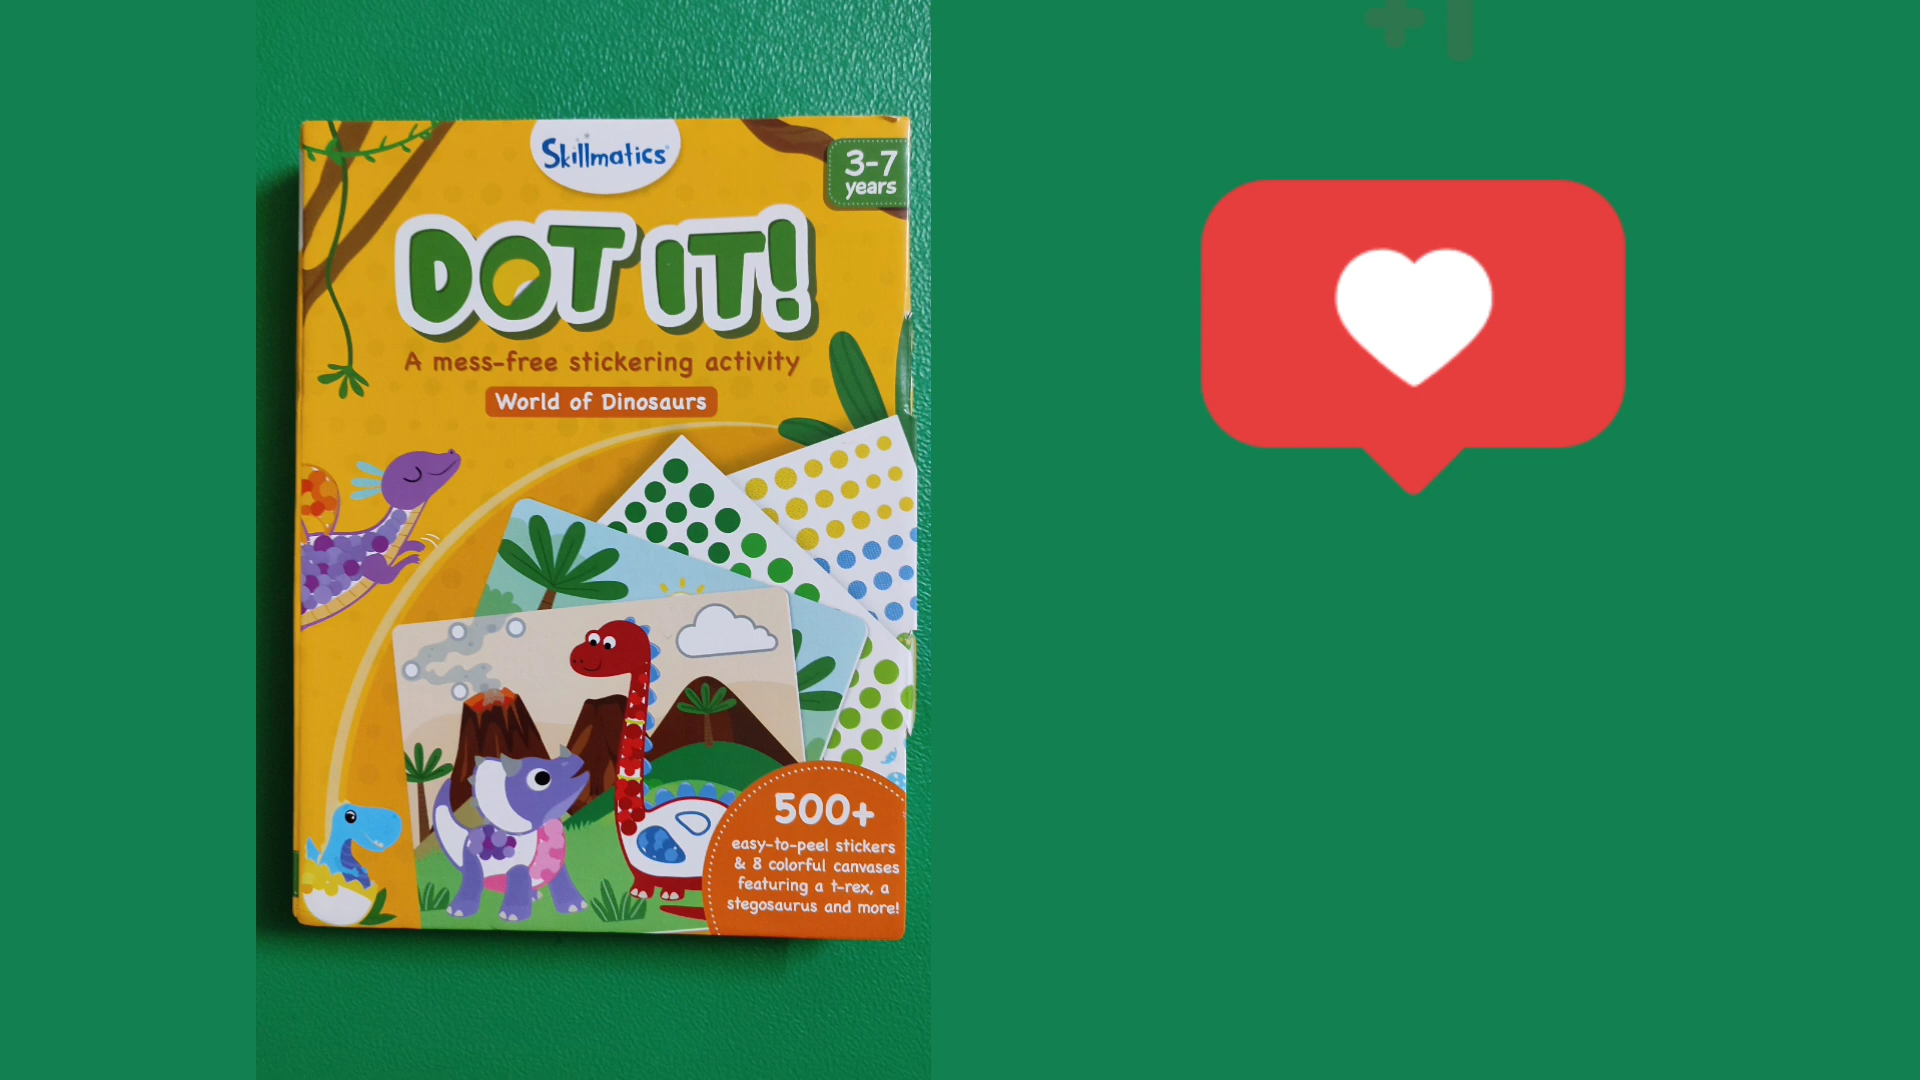 Skillmatics
3-7
years
DOT IT!
A mess-free stickering activity
World of Dinosaurs
500+
easy-to-peel stickers
& 8 colorful canvases
featuring a t-rex, a
stegosaurus and more!